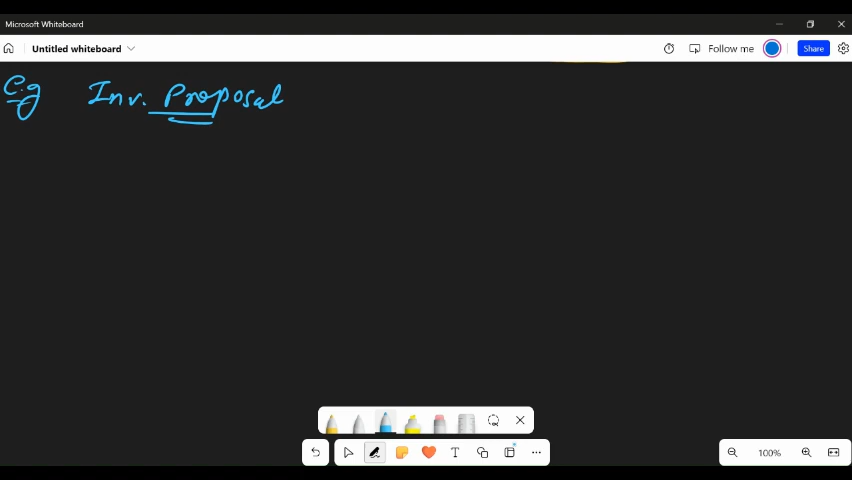 Microsoft Whiteboard
Untitled whiteboard
Follow me
Share
e.g Inv. Proposal
T
100%